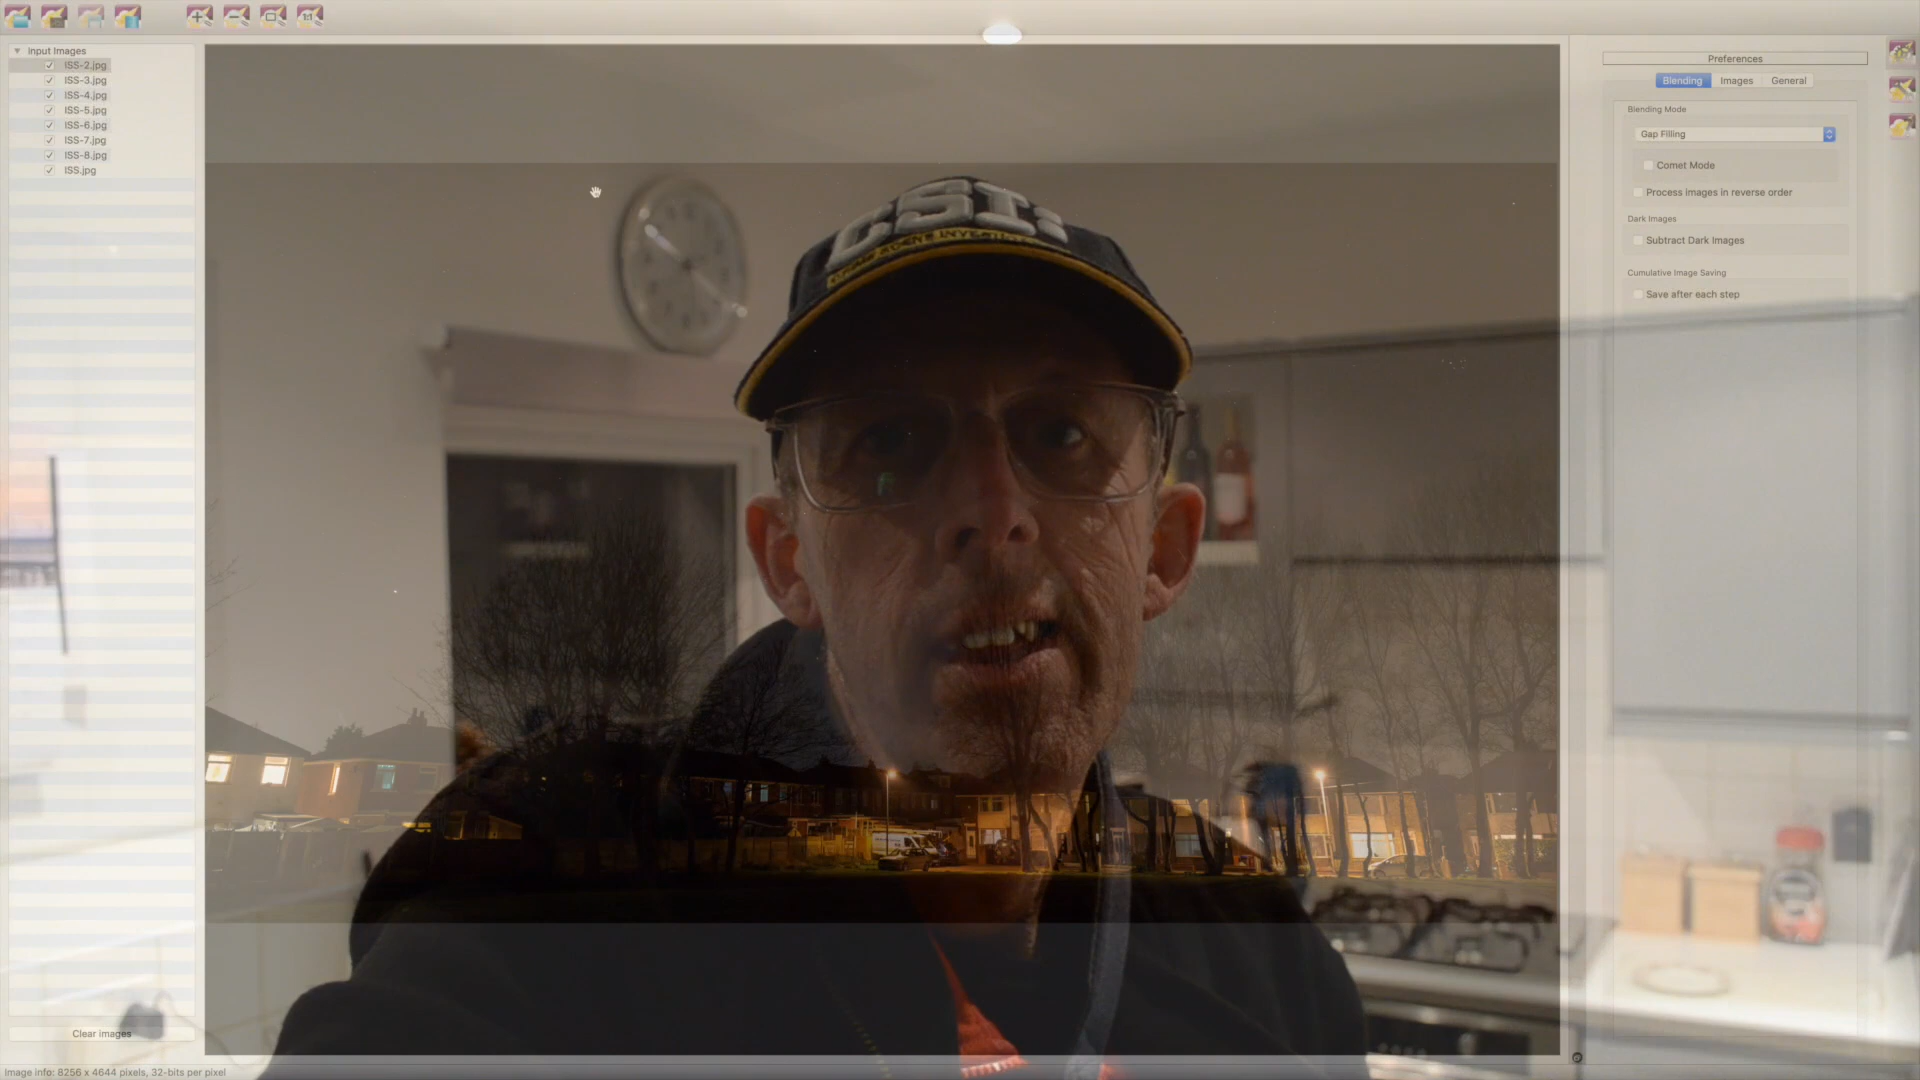 Input Images
ISS-2.jpg
ISS-3.jpg
ISS-4.jpg
ISS-5.jpg
ISS-6.jpg
ISS-7.jpg
ISS-8.jpg
ISS.jpg
Clear images
Image info: 8256 x 4644 pixels, 32-bits per pixel
CSI:
Preferences
Blending Images General
Blending Mode
Gap Filling
Comet Mode
Process images in reverse order
Dark Images
Subtract Dark Images
Cumulative Image Saving
Save after each step